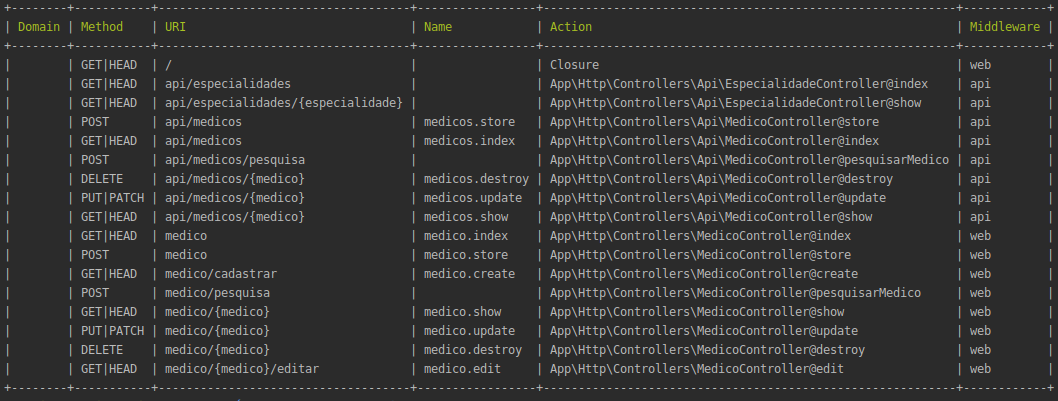 +--------+-----------+--------------------------------------+-----------------+------------------------------------------------------------+------------+
| Domain | Method    | URI                                  | Name            | Action                                                     | Middleware |
+--------+-----------+--------------------------------------+-----------------+------------------------------------------------------------+------------+
|        | GET|HEAD  | /                                    |                 | Closure                                                    | web        |
|        | GET|HEAD  | api/especialidades                   |                 | App\Http\Controllers\Api\EspecialidadeController@index     | api        |
|        | GET|HEAD  | api/especialidades/{especialidade}   |                 | App\Http\Controllers\Api\EspecialidadeController@show      | api        |
|        | POST      | api/medicos                          | medicos.store   | App\Http\Controllers\Api\MedicoController@store            | api        |
|        | GET|HEAD  | api/medicos                          | medicos.index   | App\Http\Controllers\Api\MedicoController@index            | api        |
|        | POST      | api/medicos/pesquisa                 |                 | App\Http\Controllers\Api\MedicoController@pesquisarMedico  | api        |
|        | DELETE    | api/medicos/{medico}                 | medicos.destroy | App\Http\Controllers\Api\MedicoController@destroy          | api        |
|        | PUT|PATCH | api/medicos/{medico}                 | medicos.update  | App\Http\Controllers\Api\MedicoController@update           | api        |
|        | GET|HEAD  | api/medicos/{medico}                 | medicos.show    | App\Http\Controllers\Api\MedicoController@show             | api        |
|        | GET|HEAD  | medico                               | medico.index    | App\Http\Controllers\MedicoController@index                | web        |
|        | POST      | medico                               | medico.store    | App\Http\Controllers\MedicoController@store                | web        |
|        | GET|HEAD  | medico/cadastrar                     | medico.create   | App\Http\Controllers\MedicoController@create               | web        |
|        | POST      | medico/pesquisa                      |                 | App\Http\Controllers\MedicoController@pesquisarMedico      | web        |
|        | GET|HEAD  | medico/{medico}                      | medico.show     | App\Http\Controllers\MedicoController@show                 | web        |
|        | PUT|PATCH | medico/{medico}                      | medico.update   | App\Http\Controllers\MedicoController@update               | web        |
|        | DELETE    | medico/{medico}                      | medico.destroy  | App\Http\Controllers\MedicoController@destroy              | web        |
|        | GET|HEAD  | medico/{medico}/editar               | medico.edit     | App\Http\Controllers\MedicoController@edit                 | web        |
+--------+-----------+--------------------------------------+-----------------+------------------------------------------------------------+------------+